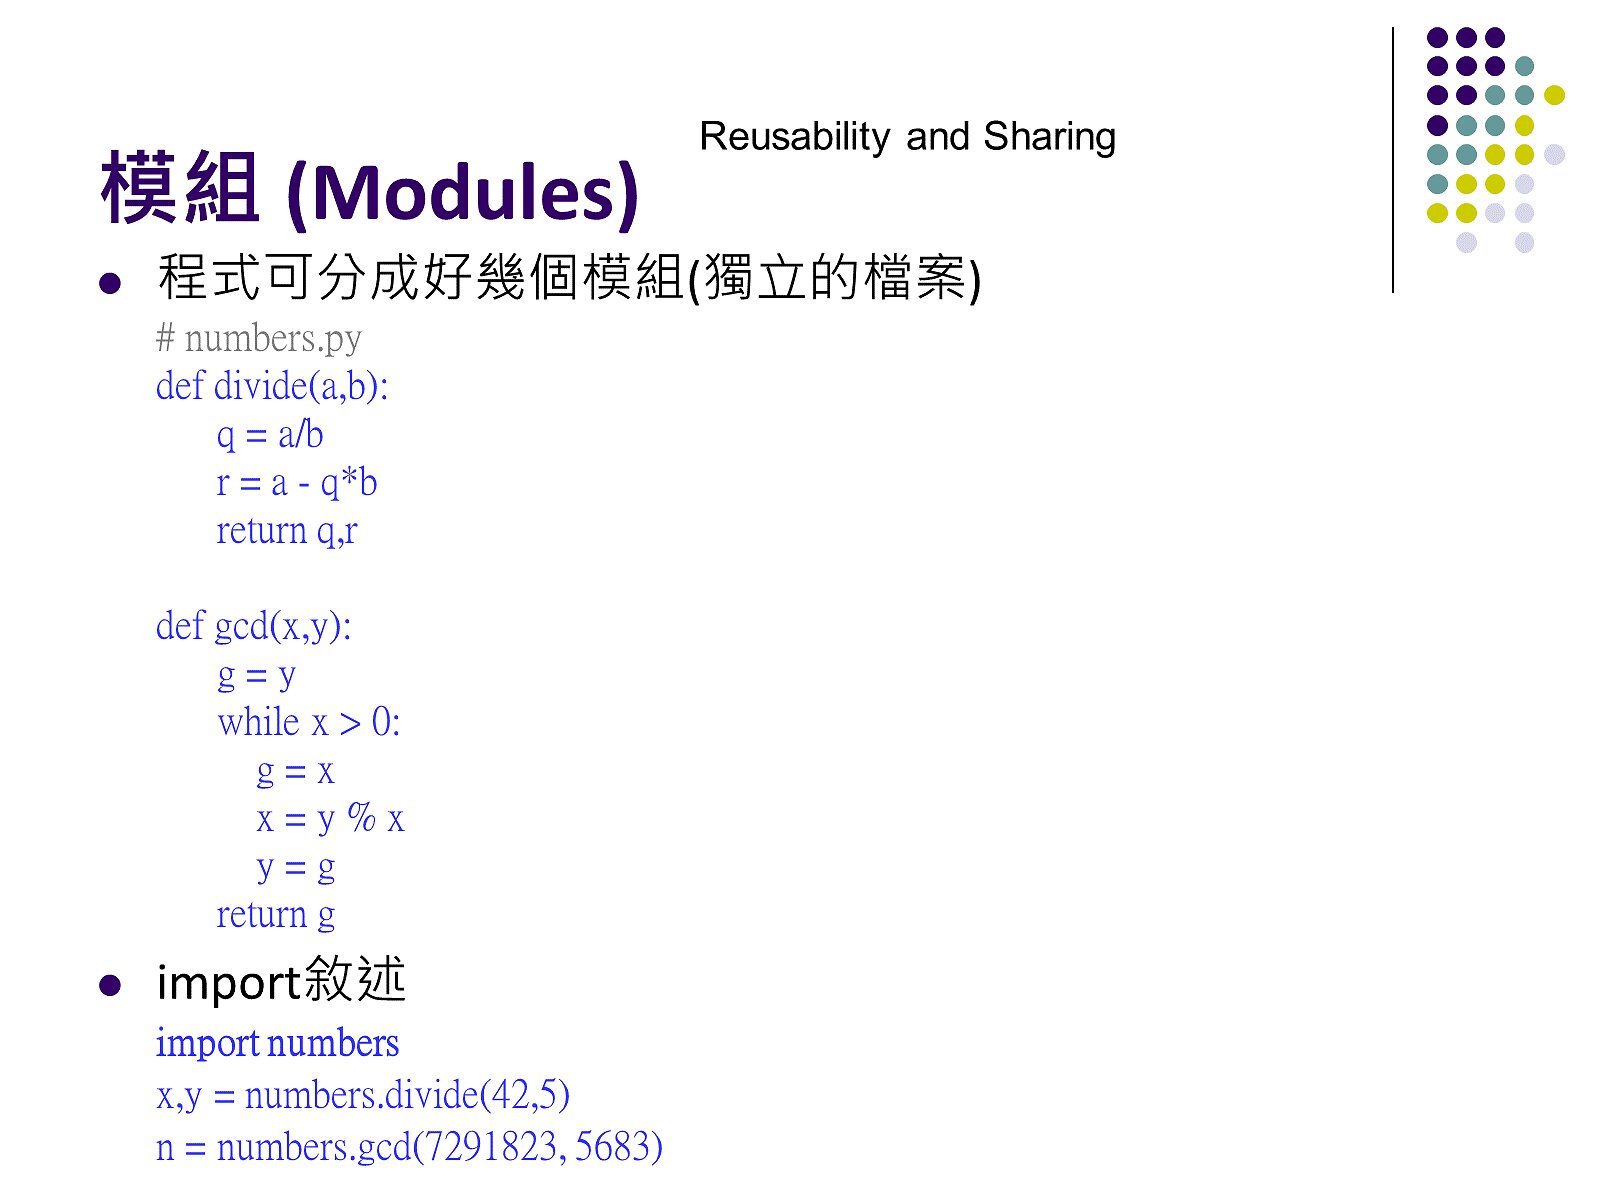 Reusability and Sharing
模組 (Modules)
程式可分成好幾個模組(獨立的檔案)
# numbers.py
def divide(a,b):
q = a/b
r = a - q*b
return q,r
def gcd(x,y):
g = y
while x > 0:
g = x
x = y % x
y = g
return g
import敘述
import numbers
x,y = numbers.divide(42,5)
n = numbers.gcd(7291823, 5683)